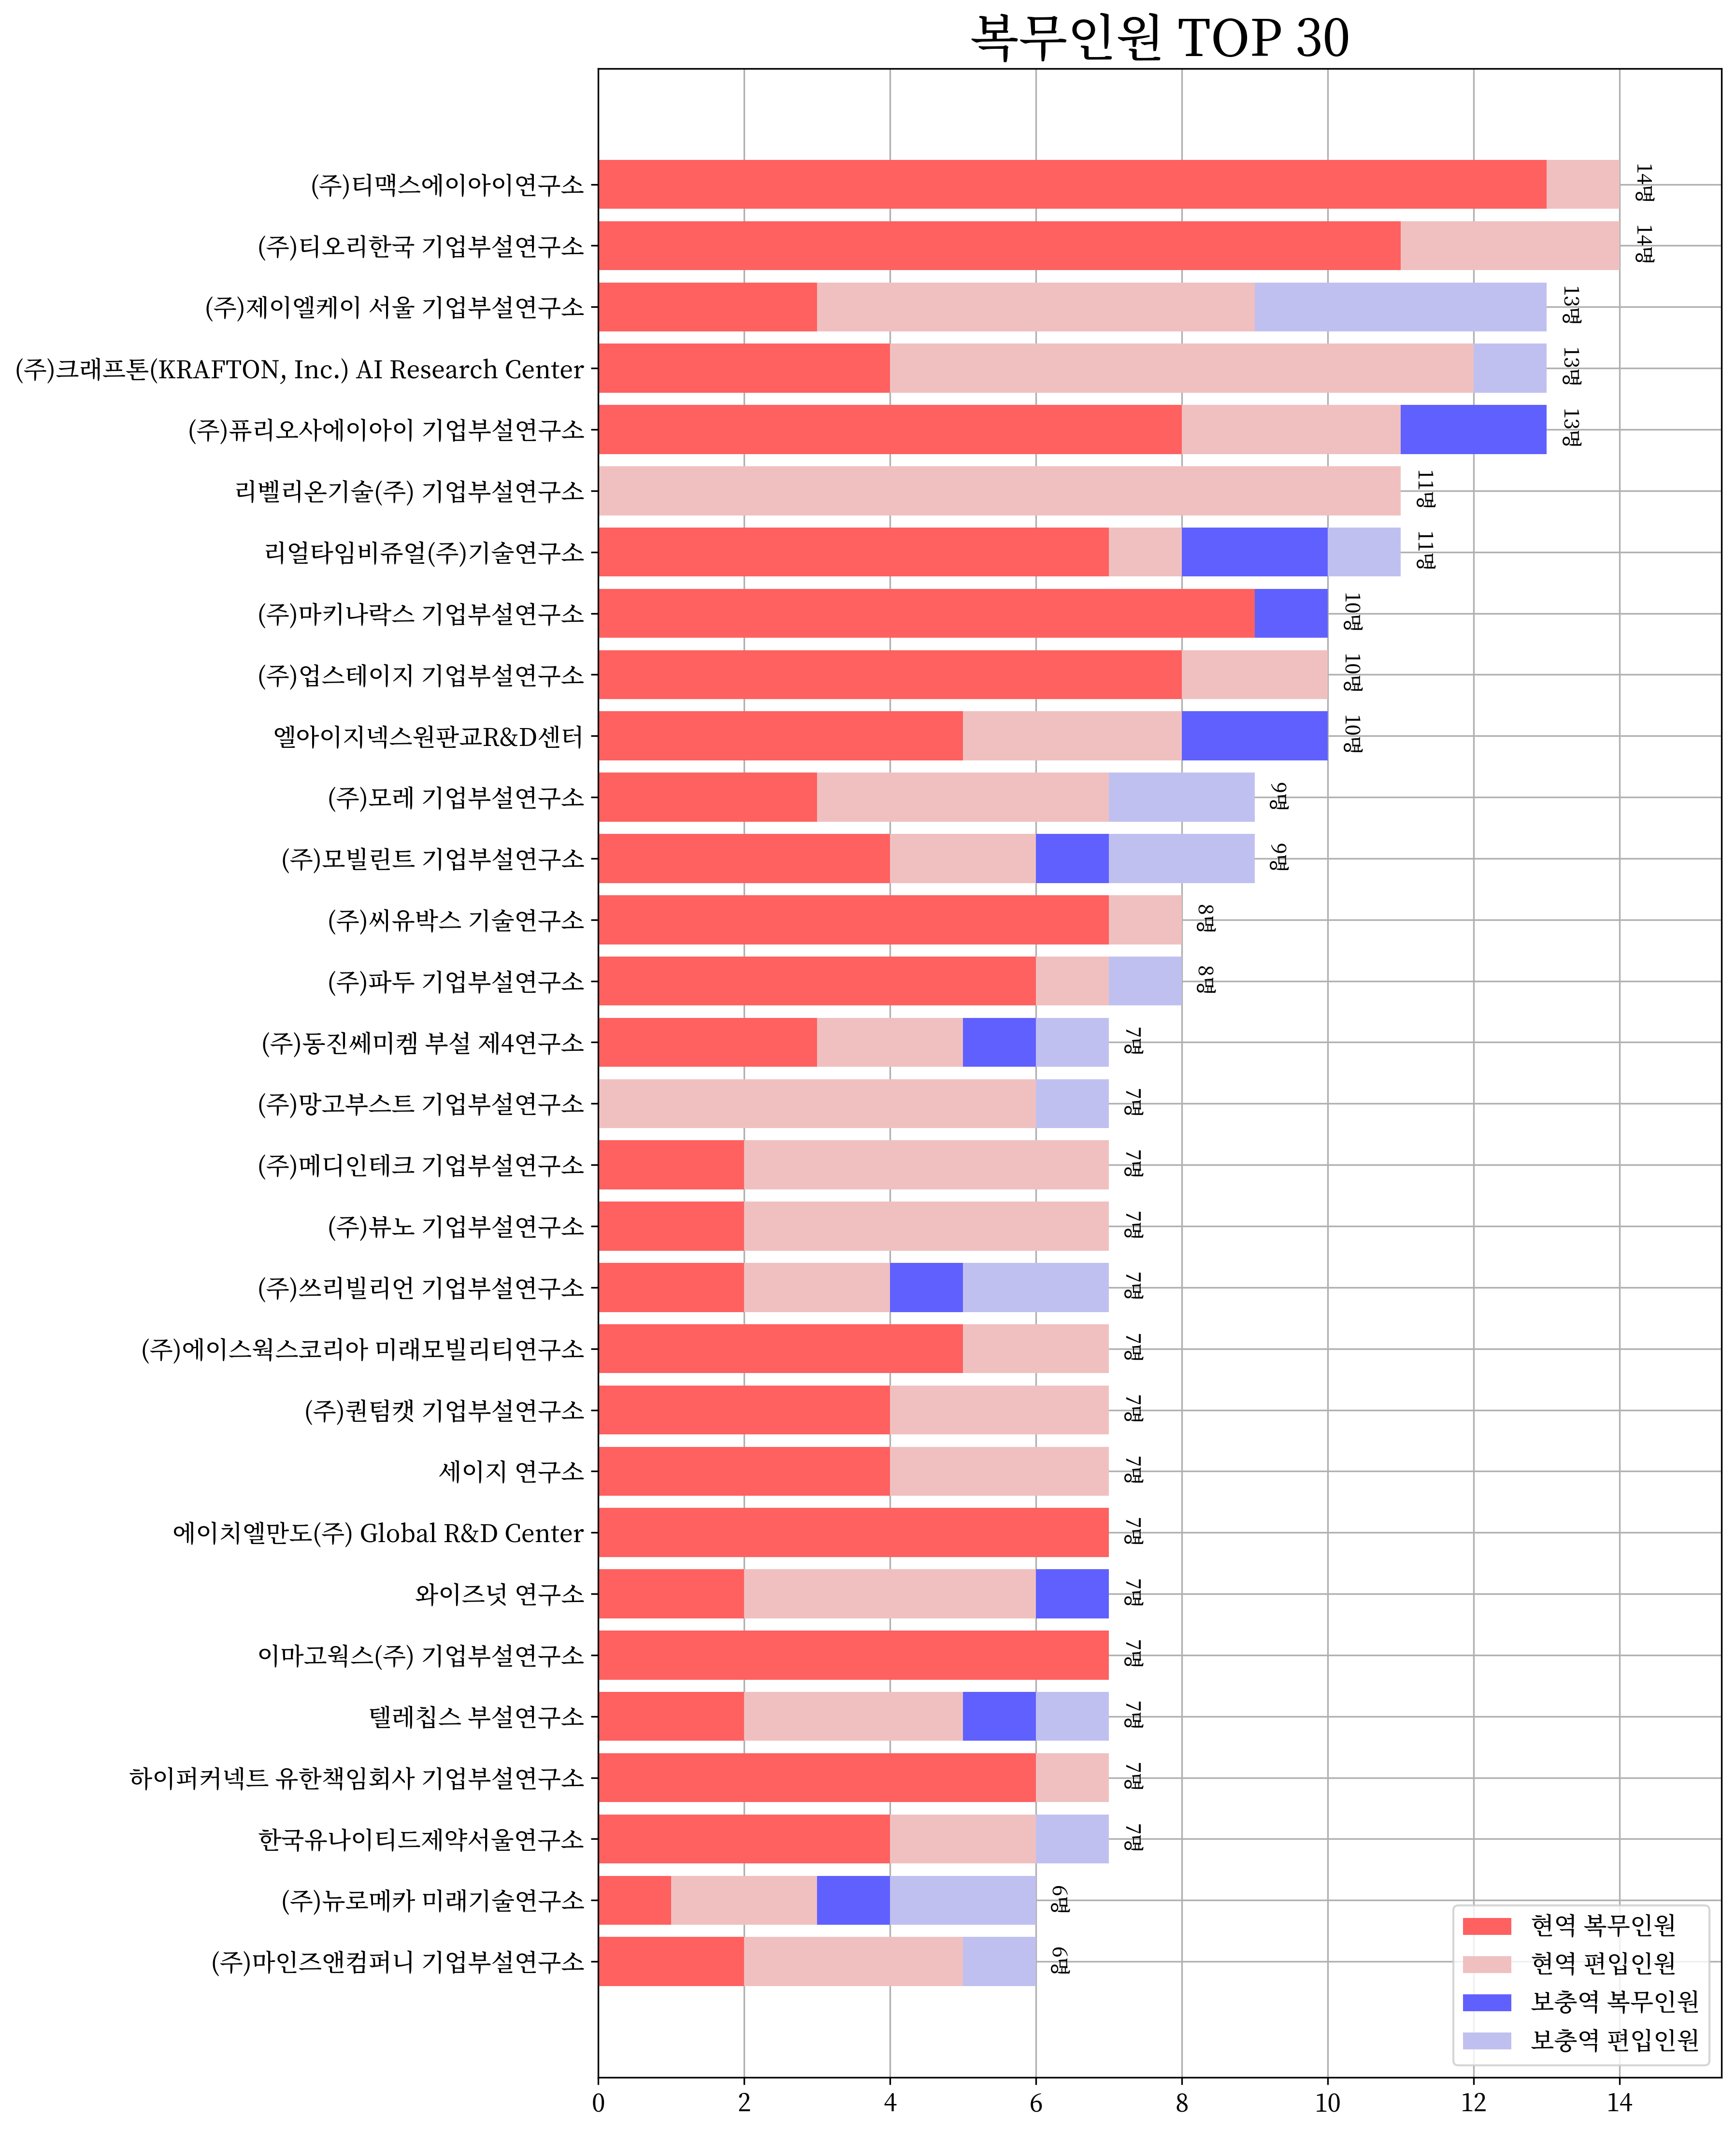 복무인원 TOP 30
(주)티맥스에이아이연구소
14명
(주)티오리한국 기업부설연구소
14명
(주)제이엘케이 서울 기업부설연구소
13명
(주)크래프톤(KRAFTON, Inc.) AI Research Center
13명
(주)퓨리오사에이아이 기업부설연구소
13명
리벨리온기술(주) 기업부설연구소
11명
리얼타임비쥬얼(주)기술연구소
11명
(주)마키나락스 기업부설연구소
10명
(주)업스테이지 기업부설연구소
10명
엘아이지넥스원판교R&D센터
10명
(주)모레 기업부설연구소
9명
(주)모빌린트 기업부설연구소
9명
(주)씨유박스 기술연구소
8명
(주)파두 기업부설연구소
8명
(주)동진쎄미켐 부설 제4연구소
7명
(주)망고부스트 기업부설연구소
7명
(주)메디인테크 기업부설연구소
7명
(주)뷰노 기업부설연구소
7명
(주)쓰리빌리언 기업부설연구소
7명
(주)에이스웍스코리아 미래모빌리티연구소
7명
(주)퀀텀캣 기업부설연구소
7명
세이지 연구소
7명
에이치엘만도(주) Global R&D Center
7명
와이즈넛 연구소
7명
이마고웍스(주) 기업부설연구소
7명
텔레칩스 부설연구소
7명
하이퍼커넥트 유한책임회사 기업부설연구소
7명
한국유나이티드제약서울연구소
7명
(주)뉴로메카 미래기술연구소
6명
(주)마인즈앤컴퍼니 기업부설연구소
6명
현역 복무인원
현역 편입인원
보충역 복무인원
보충역 편입인원
0 2 4 6 8 10 12 14